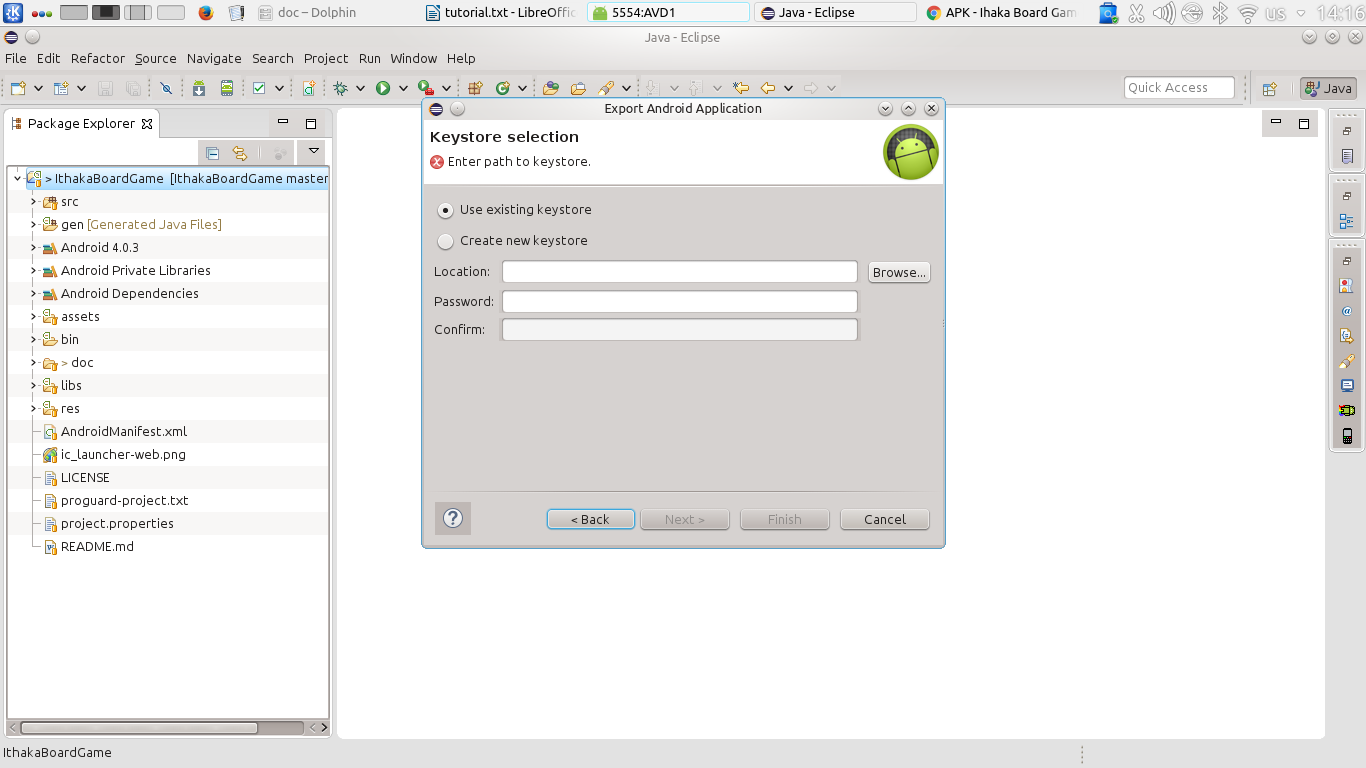 doc – Dolphin
tutorial.txt - LibreOffic
5554:AVD1
Java - Eclipse
APK - Ihaka Board Gam
us
14:16
Java - Eclipse
File Edit Refactor Source Navigate Search Project Run Window Help
Quick Access
Java
Package Explorer
> IthakaBoardGame [IthakaBoardGame master
src
gen [Generated Java Files]
Android 4.0.3
Android Private Libraries
Android Dependencies
assets
bin
> doc
libs
res
AndroidManifest.xml
ic_launcher-web.png
LICENSE
proguard-project.txt
project.properties
README.md
Export Android Application
Keystore selection
Enter path to keystore.
Use existing keystore
Create new keystore
Location:
Browse...
Password:
Confirm:
?
< Back
Next >
Finish
Cancel
IthakaBoardGame